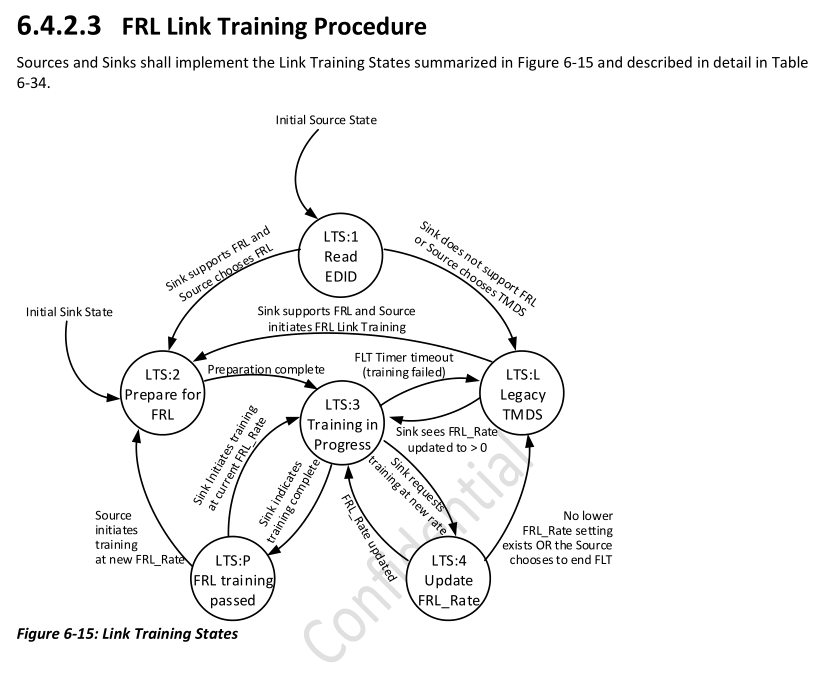 6.4.2.3 FRL Link Training Procedure
Sources and Sinks shall implement the Link Training States summarized in Figure 6-15 and described in detail in Table
6-34.
Initial Source State
LTS:1
Read
EDID
Sink supports FRL and
Source chooses FRL
Sink does not support FRL
or Source chooses TMDS
Initial Sink State
Sink supports FRL and Source
initiates FRL Link Training
LTS:2
Prepare for
FRL
Preparation complete
FLT Timer timeout
(training failed)
LTS:L
Legacy
TMDS
LTS:3
Training in
Progress
Sink sees FRL_Rate
updated to > 0
Sink Initiates training
at current FRL_Rate
Sink indicates
training complete
Sink requests
training at new rate
FRL_Rate updated
Source
initiates
training
at new FRL_Rate
No lower
FRL_Rate setting
exists OR the Source
chooses to end FLT
LTS:P
FRL training
passed
LTS:4
Update
FRL_Rate
Confidential
Figure 6-15: Link Training States